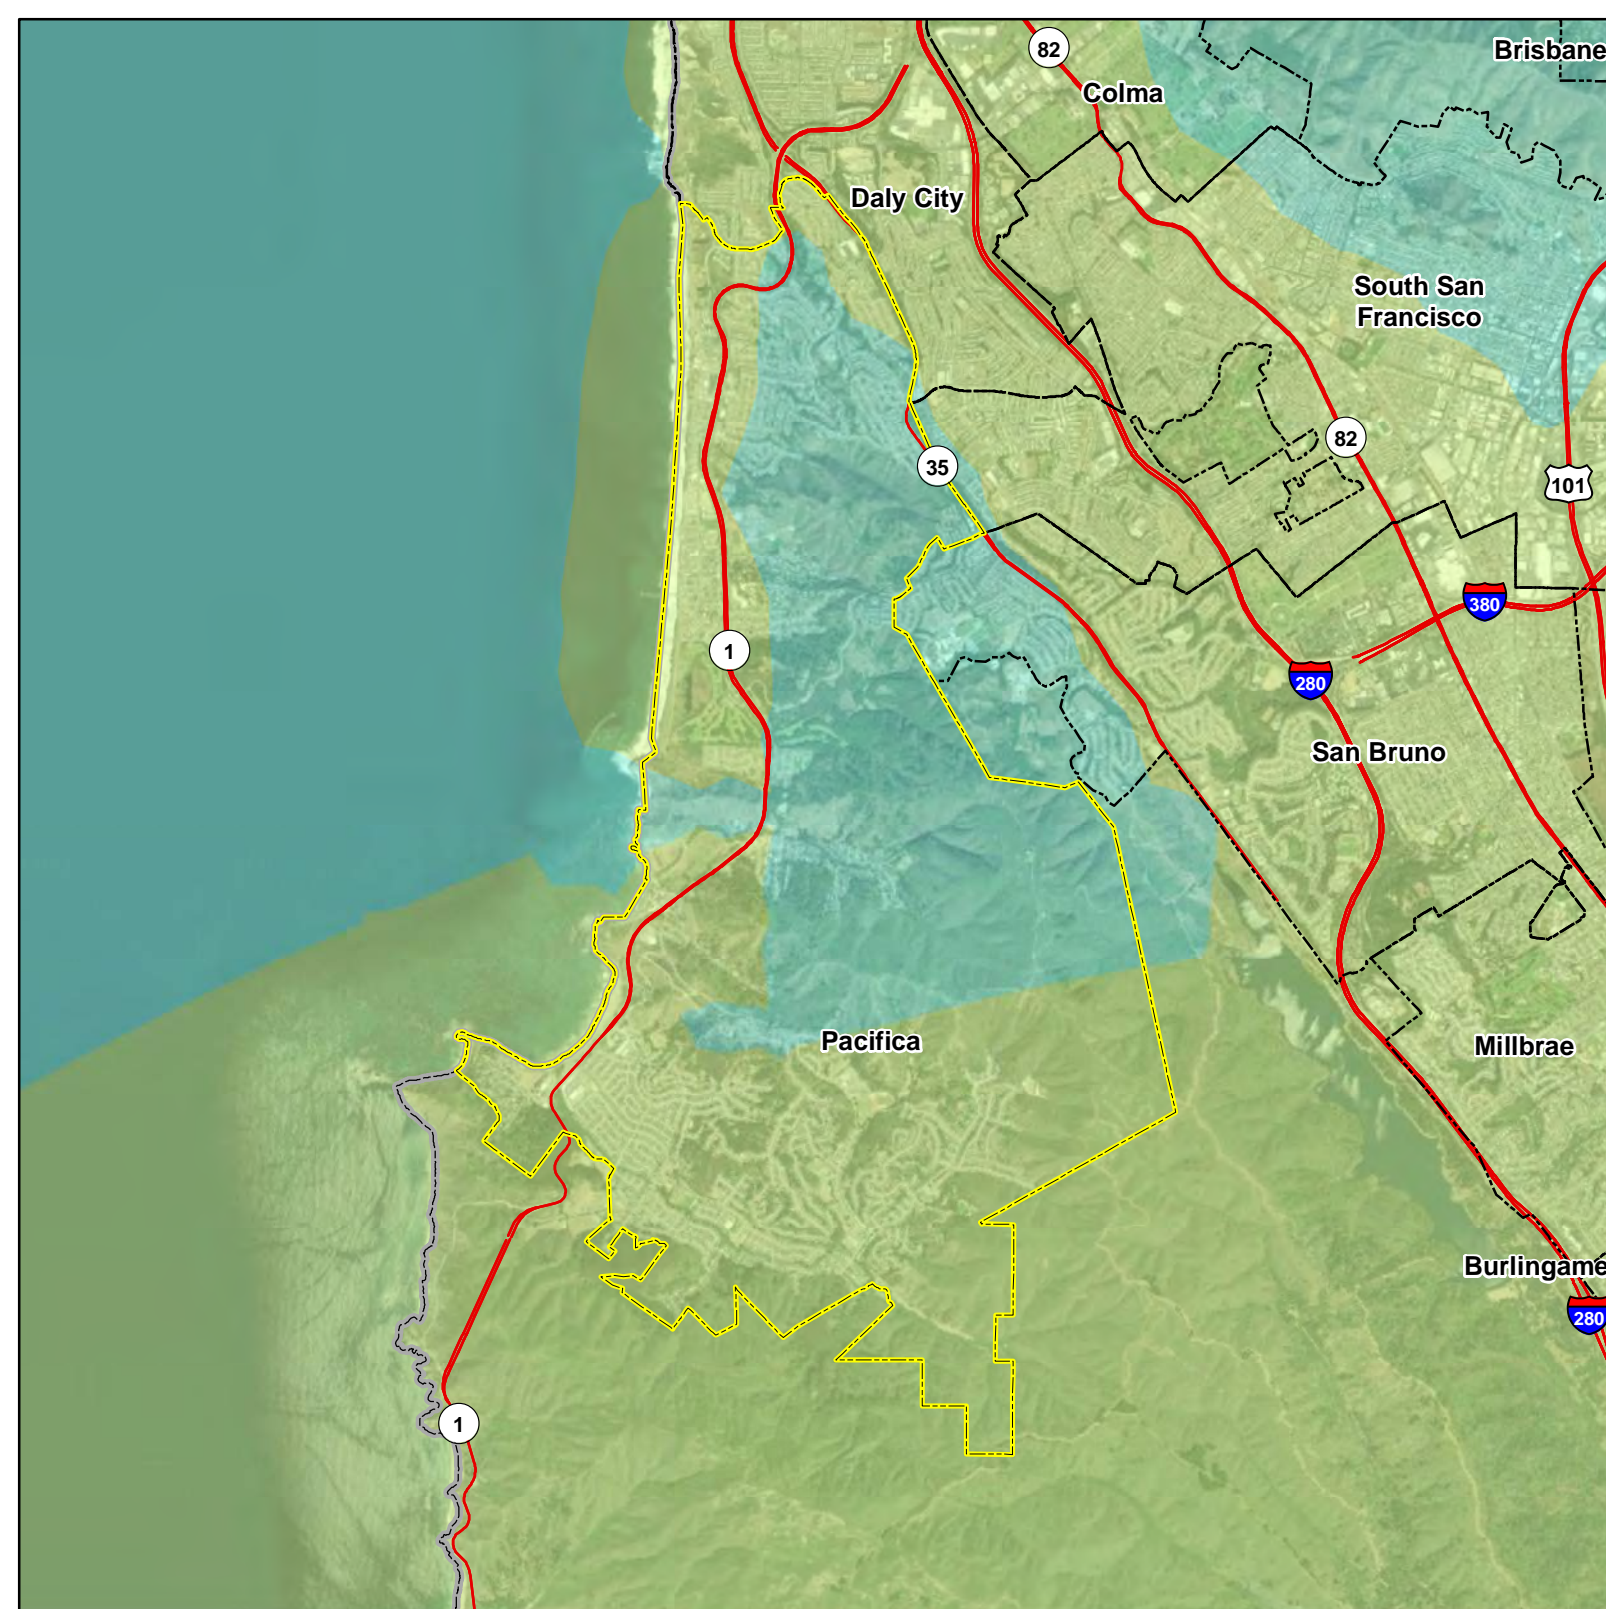 82
Brisbane
Colma
Daly City
South San
Francisco
82
35
101
380
1
280
San Bruno
Pacifica
Millbrae
Burlingame
280
1